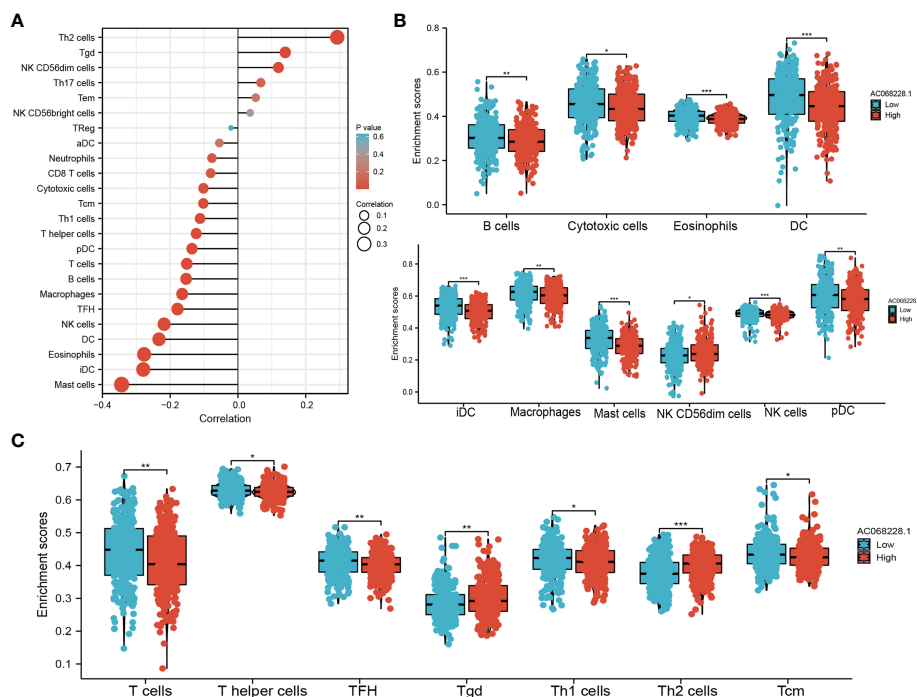 A
Th2 cells
Tgd
NK CD56dim cells
Th17 cells
Tem
NK CD56bright cells
TReg
aDC
Neutrophils
CD8 T cells
Cytotoxic cells
Tcm
Th1 cells
T helper cells
pDC
T cells
B cells
Macrophages
TFH
NK cells
DC
Eosinophils
iDC
Mast cells
−0.4 −0.2 0.0 0.2
Correlation
P value
0.6
0.4
0.2
Correlation
0.1
0.2
0.3
B
Enrichment scores
0.8
0.6
0.4
0.2
0.0
** * *** ***
B cells Cytotoxic cells Eosinophils DC
AC068228.1
Low
High
Enrichment scores
0.8
0.6
0.4
0.2
0.0
*** ** *** * *** **
iDC Macrophages Mast cells NK CD56dim cells NK cells pDC
AC068228.
Low
High
C
Enrichment scores
0.7
0.6
0.5
0.4
0.3
0.2
0.1
** * ** ** * *** *
T cells T helper cells TFH Tgd Th1 cells Th2 cells Tcm
AC068228.1
Low
High